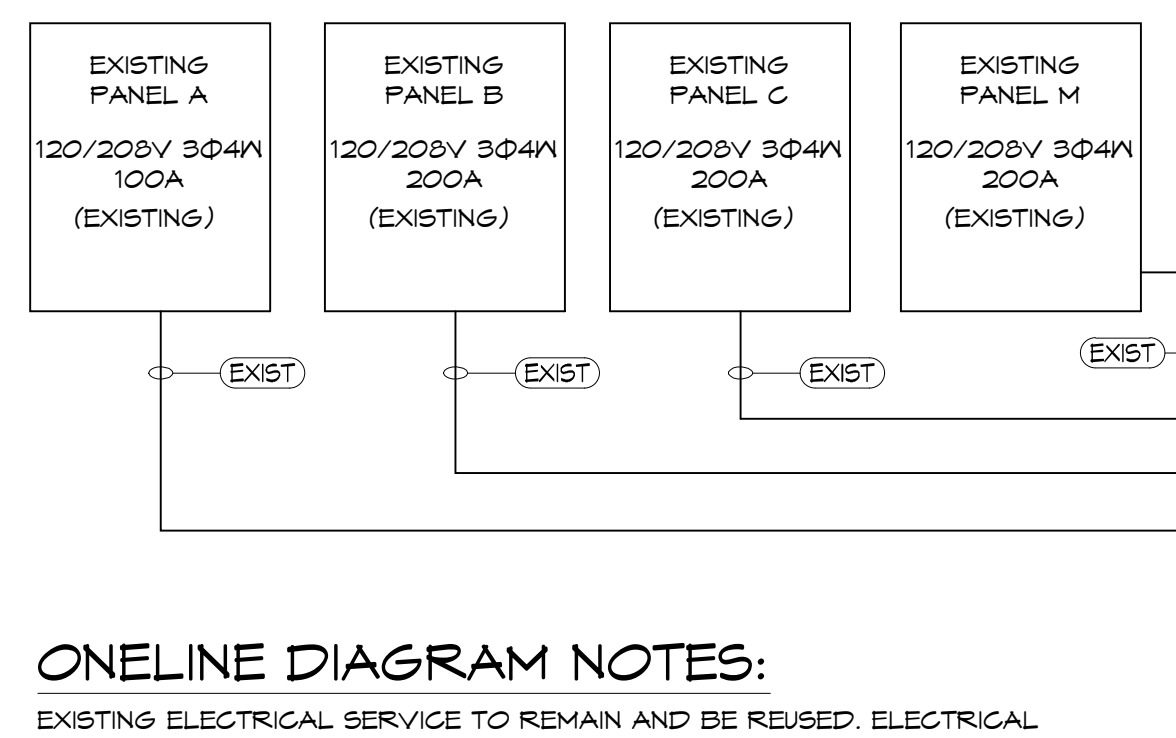 EXISTING
PANEL A
120/208V 3Φ4W
100A
(EXISTING)
EXISTING
PANEL B
120/208V 3Φ4W
200A
(EXISTING)
EXISTING
PANEL C
120/208V 3Φ4W
200A
(EXISTING)
EXISTING
PANEL M
120/208V 3Φ4W
200A
(EXISTING)
EXIST
EXIST
EXIST
EXIST
ONELINE DIAGRAM NOTES:
EXISTING ELECTRICAL SERVICE TO REMAIN AND BE REUSED. ELECTRICAL